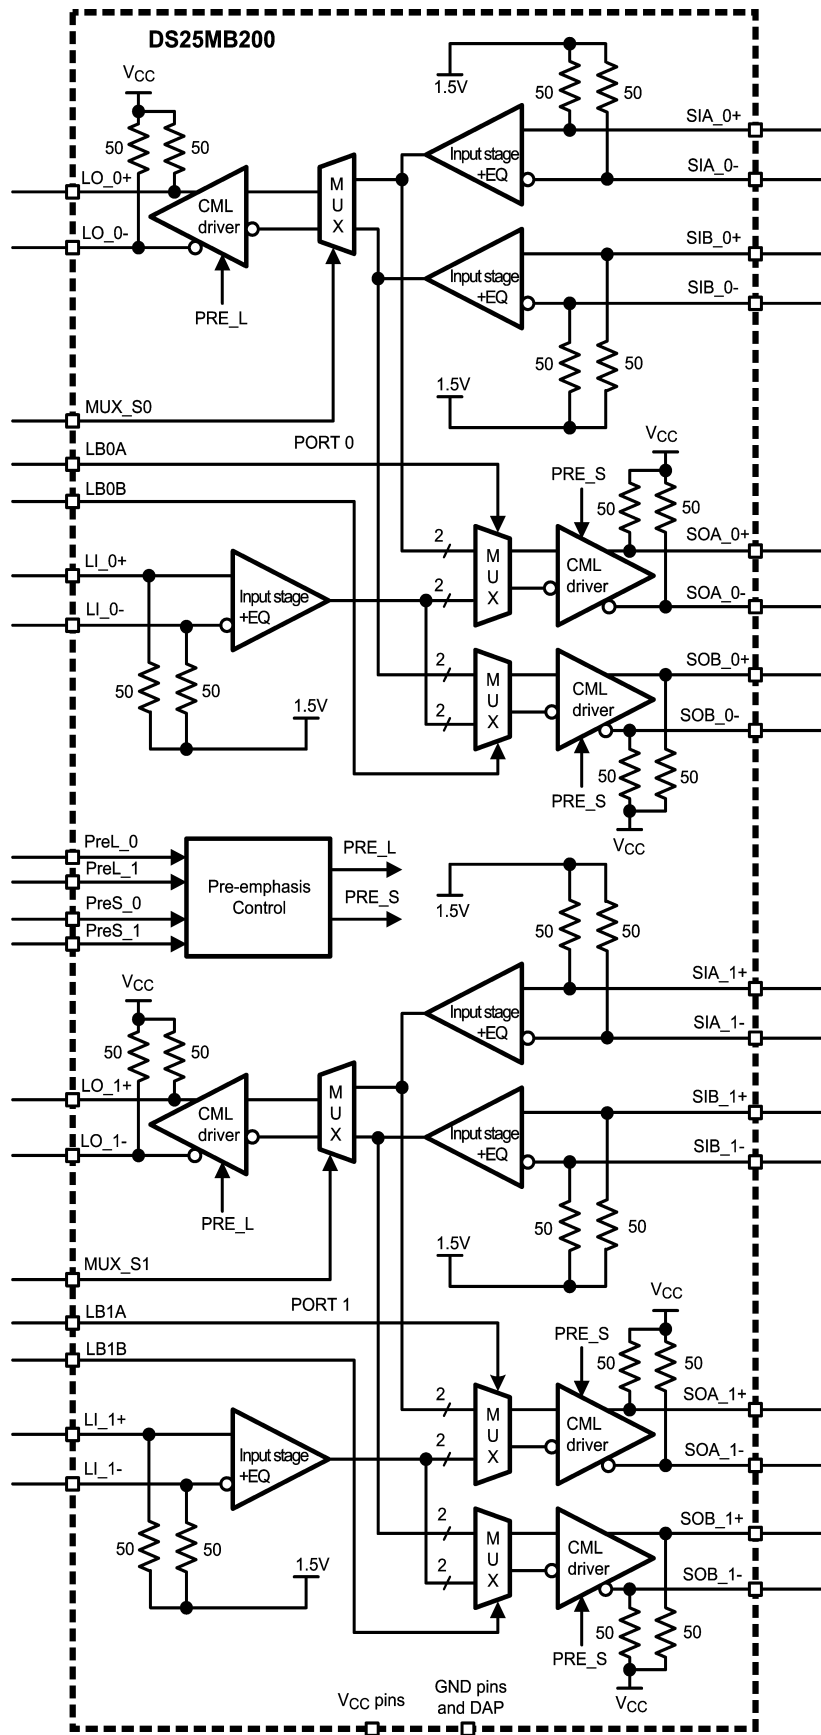 DS25MB200
VCC
1.5V
50
50
SIA_0+
50
50
Input stage
+EQ
LO_0+
M
U
X
SIA_0-
CML
driver
LO_0-
SIB_0+
Input stage
+EQ
SIB_0-
PRE_L
50
50
1.5V
MUX_S0
PORT 0
VCC
LB0A
PRE_S
LB0B
50
50
2
SOA_0+
LI_0+
M
U
X
CML
driver
Input stage
+EQ
2
SOA_0-
LI_0-
2
SOB_0+
50
50
M
U
X
CML
driver
1.5V
2
SOB_0-
50
50
PRE_S
VCC
PreL_0
PRE_L
PreL_1
Pre-emphasis
Control
PRE_S
PreS_0
PreS_1
1.5V
50
50
SIA_1+
VCC
Input stage
+EQ
SIA_1-
50
50
LO_1+
M
U
X
CML
driver
SIB_1+
Input stage
+EQ
LO_1-
SIB_1-
PRE_L
50
50
1.5V
MUX_S1
PORT 1
VCC
LB1A
PRE_S
LB1B
50
50
2
SOA_1+
LI_1+
M
U
X
CML
driver
Input stage
+EQ
2
SOA_1-
LI_1-
2
SOB_1+
50
50
M
U
X
CML
driver
1.5V
2
SOB_1-
50
50
PRE_S
VCC
VCC pins
GND pins
and DAP